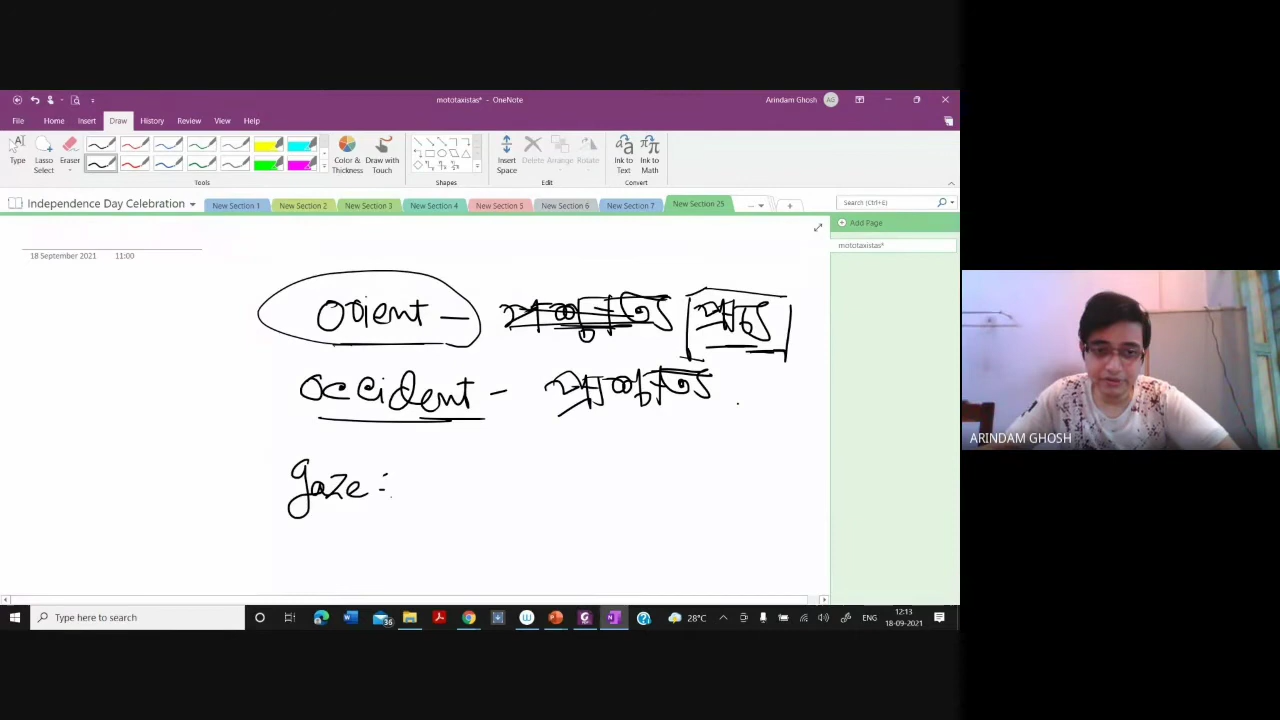 mototaxistas* - OneNote
Arindam Ghosh AG
File Home Insert Draw History Review View Help
Type Lasso Select Eraser Color & Thickness Draw with Touch Insert Space Delete Arrange Rotate Ink to Text Ink to Math
Tools Shapes Edit Convert
Independence Day Celebration New Section 1 New Section 2 New Section 3 New Section 4 New Section 5 New Section 6 New Section 7 New Section 25 Search (Ctrl+E)
Add Page
mototaxistas*
18 September 2021 11:00
Orient — প্রাচ্য
Occident - পাশ্চাত্য
Gaze :
ARINDAM GHOSH
Type here to search
36 28°C ENG 12:13
18-09-2021